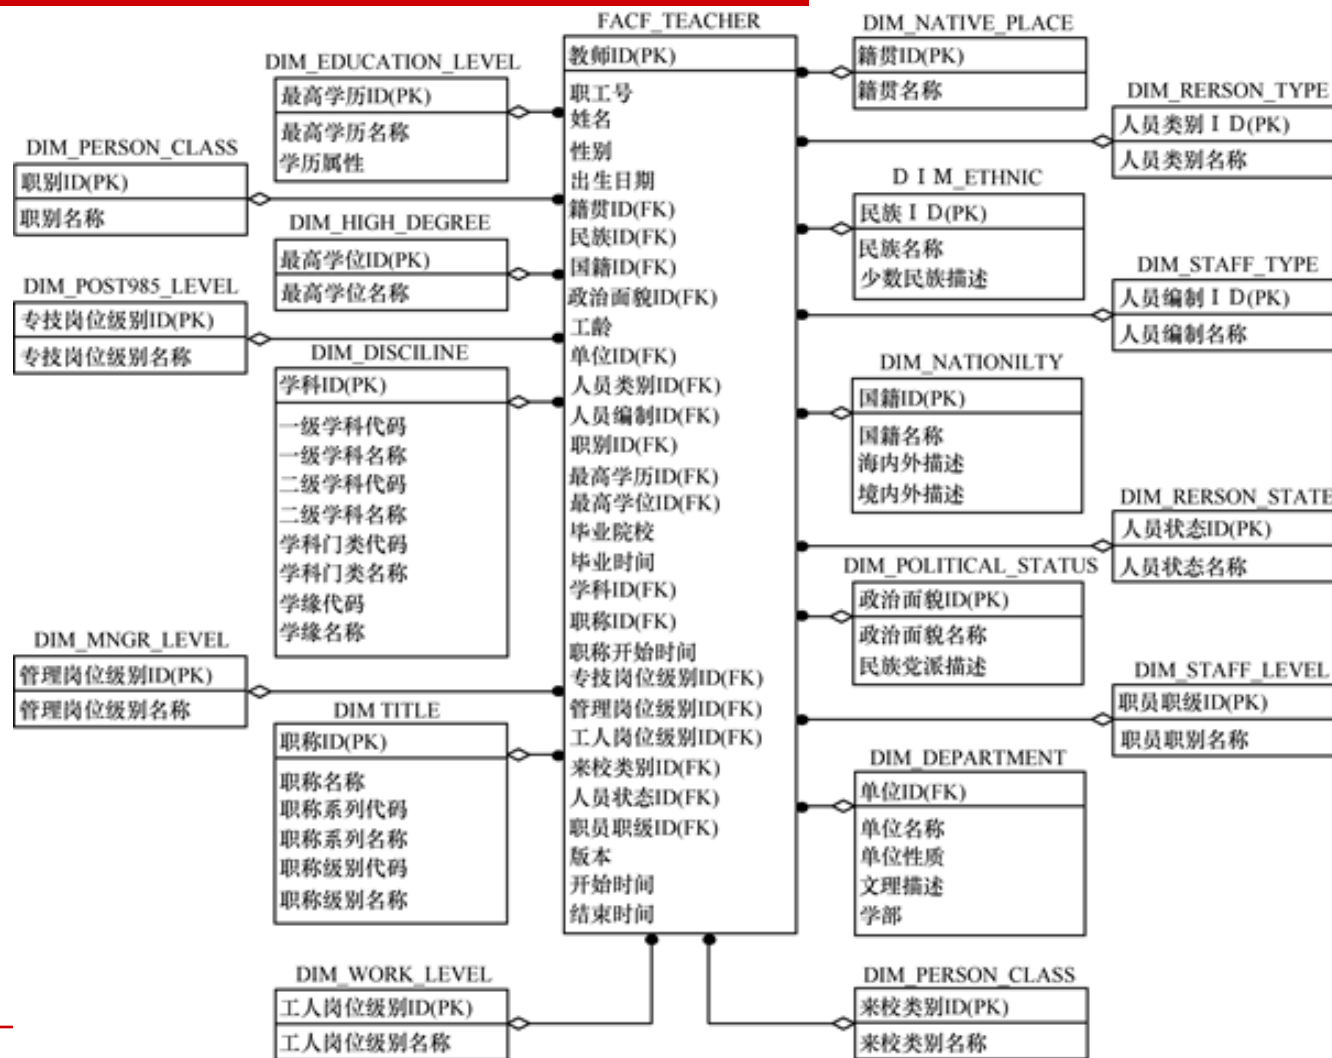 FACF_TEACHER
教师ID(PK)
职工号
姓名
性别
出生日期
籍贯ID(FK)
民族ID(FK)
国籍ID(FK)
政治面貌ID(FK)
工龄
单位ID(FK)
人员类别ID(FK)
人员编制ID(FK)
职别ID(FK)
最高学历ID(FK)
最高学位ID(FK)
毕业院校
毕业时间
学科ID(FK)
职称ID(FK)
职称开始时间
专技岗位级别ID(FK)
管理岗位级别ID(FK)
工人岗位级别ID(FK)
来校类别ID(FK)
人员状态ID(FK)
职员职级ID(FK)
版本
开始时间
结束时间
DIM_EDUCATION_LEVEL
最高学历ID(PK)
最高学历名称
学历属性
DIM_PERSON_CLASS
职别ID(PK)
职别名称
DIM_HIGH_DEGREE
最高学位ID(PK)
最高学位名称
DIM_POST985_LEVEL
专技岗位级别ID(PK)
专技岗位级别名称
DIM_DISCILINE
学科ID(PK)
一级学科代码
一级学科名称
二级学科代码
二级学科名称
学科门类代码
学科门类名称
学缘代码
学缘名称
DIM_MNGR_LEVEL
管理岗位级别ID(PK)
管理岗位级别名称
DIM TITLE
职称ID(PK)
职称名称
职称系列代码
职称系列名称
职称级别代码
职称级别名称
DIM_WORK_LEVEL
工人岗位级别ID(PK)
工人岗位级别名称
DIM_NATIVE_PLACE
籍贯ID(PK)
籍贯名称
DIM_RERSON_TYPE
人员类别ＩD(PK)
人员类别名称
ＤＩM_ETHNIC
民族ＩD(PK)
民族名称
少数民族描述
DIM_STAFF_TYPE
人员编制ＩD(PK)
人员编制名称
DIM_NATIONILTY
国籍ID(PK)
国籍名称
海内外描述
境内外描述
DIM_RERSON_STATE
人员状态ID(PK)
人员状态名称
DIM_POLITICAL_STATUS
政治面貌ID(PK)
政治面貌名称
民族党派描述
DIM_STAFF_LEVEL
职员职级ID(PK)
职员职别名称
DIM_DEPARTMENT
单位ID(FK)
单位名称
单位性质
文理描述
学部
DIM_PERSON_CLASS
来校类别ID(PK)
来校类别名称